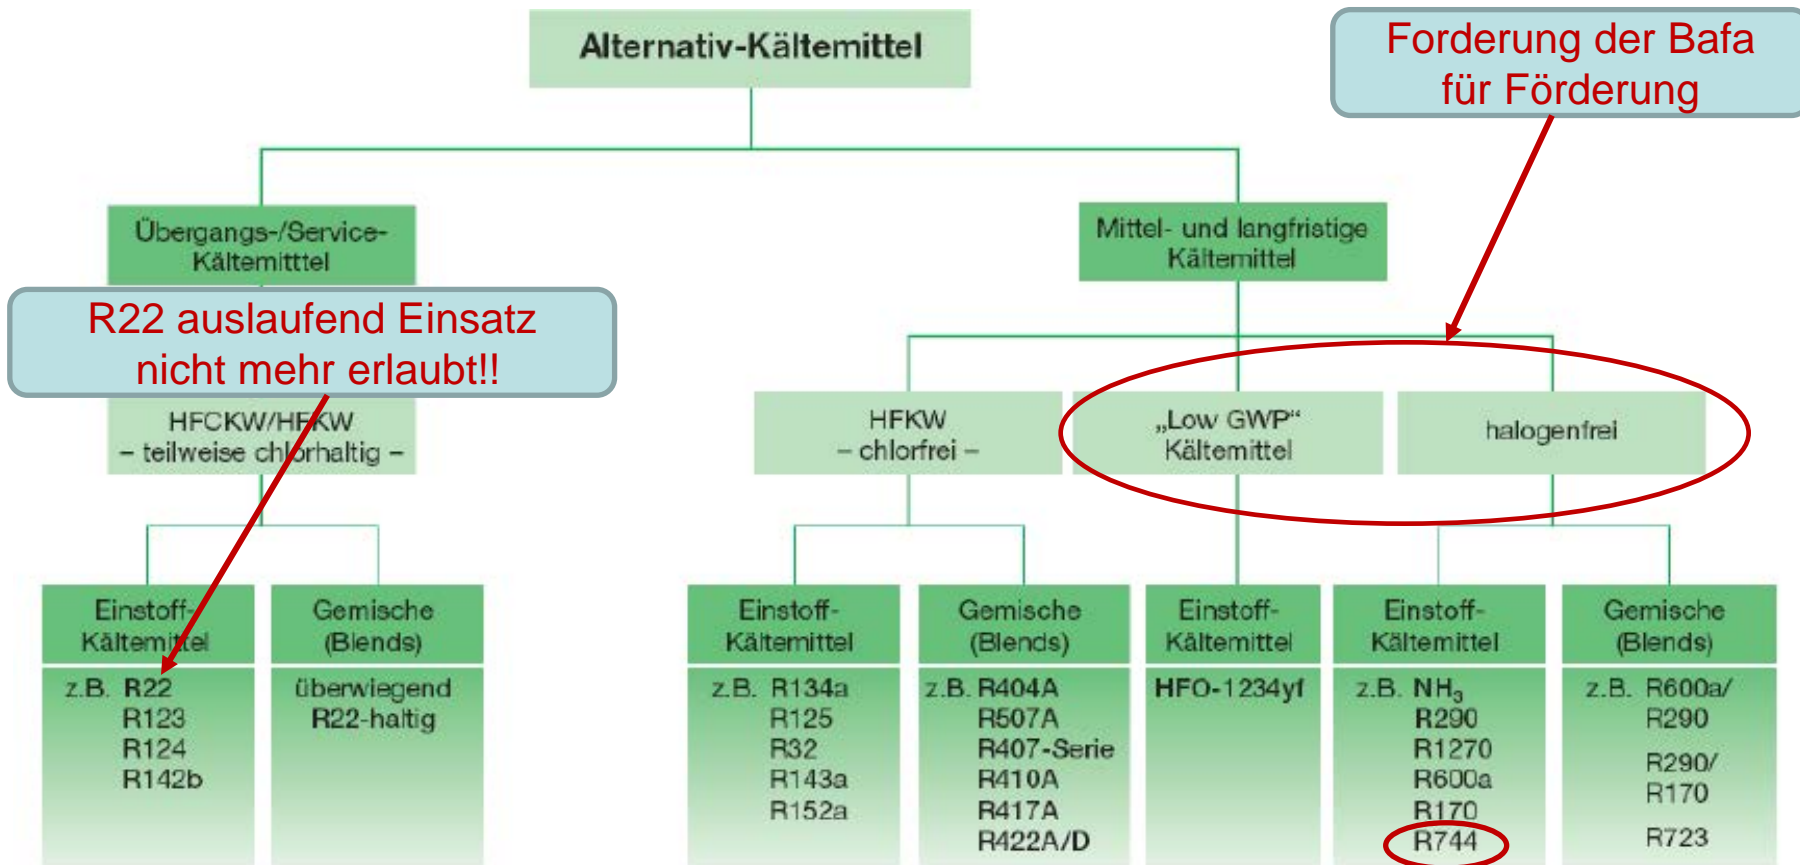 Alternativ-Kältemittel
Forderung der Bafa
für Förderung
Übergangs-/Service-
Kältemitttel
Mittel- und langfristige
Kältemittel
R22 auslaufend Einsatz
nicht mehr erlaubt!!
HFCKW/HFKW
– teilweise chlorhaltig –
HFKW
– chlorfrei –
„Low GWP“
Kältemittel
halogenfrei
Einstoff-
Kältemittel
z.B. R22
R123
R124
R142b
Gemische
(Blends)
überwiegend
R22-haltig
Einstoff-
Kältemittel
z.B. R134a
R125
R32
R143a
R152a
Gemische
(Blends)
z.B. R404A
R507A
R407-Serie
R410A
R417A
R422A/D
Einstoff-
Kältemittel
HFO-1234yf
Einstoff-
Kältemittel
z.B. NH₃
R290
R1270
R600a
R170
R744
Gemische
(Blends)
z.B. R600a/
R290
R290/
R170
R723